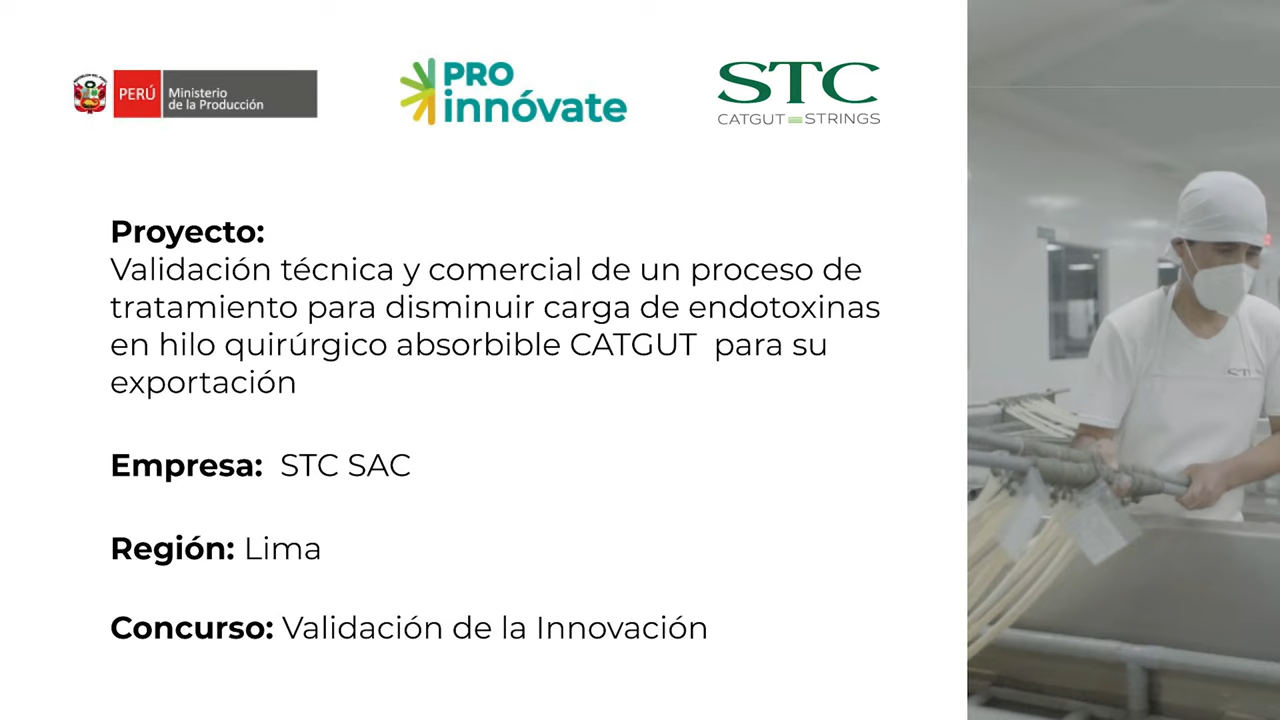 PERÚ Ministerio
de la Producción
PRO
innóvate
STC
CATGUT STRINGS
Proyecto:
Validación técnica y comercial de un proceso de
tratamiento para disminuir carga de endotoxinas
en hilo quirúrgico absorbible CATGUT para su
exportación
Empresa: STC SAC
Región: Lima
Concurso: Validación de la Innovación